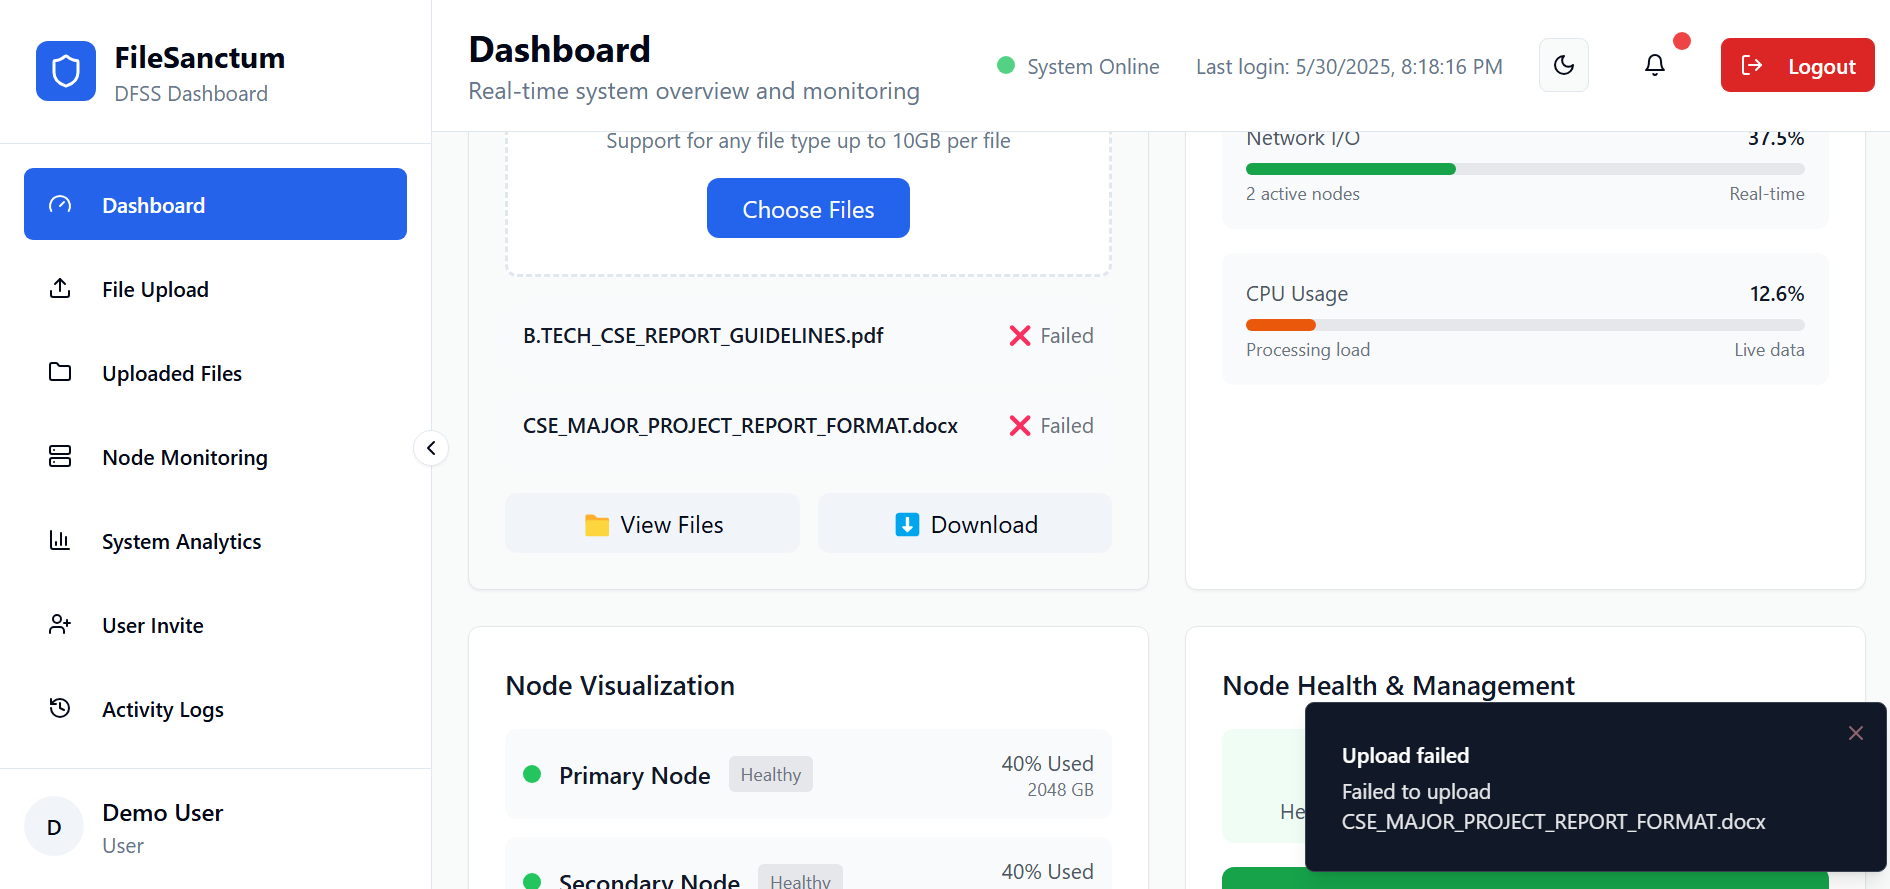 FileSanctum
DFSS Dashboard
Dashboard
File Upload
Uploaded Files
Node Monitoring
System Analytics
User Invite
Activity Logs
D
Demo User
User
Dashboard
Real-time system overview and monitoring
System Online
Last login: 5/30/2025, 8:18:16 PM
Logout
Support for any file type up to 10GB per file
Choose Files
B.TECH_CSE_REPORT_GUIDELINES.pdf
Failed
CSE_MAJOR_PROJECT_REPORT_FORMAT.docx
Failed
View Files
Download
Network I/O
37.5%
2 active nodes
Real-time
CPU Usage
12.6%
Processing load
Live data
Node Visualization
Primary Node
Healthy
40% Used
2048 GB
Secondary Node
Healthy
40% Used
Node Health & Management
Upload failed
Failed to upload
CSE_MAJOR_PROJECT_REPORT_FORMAT.docx